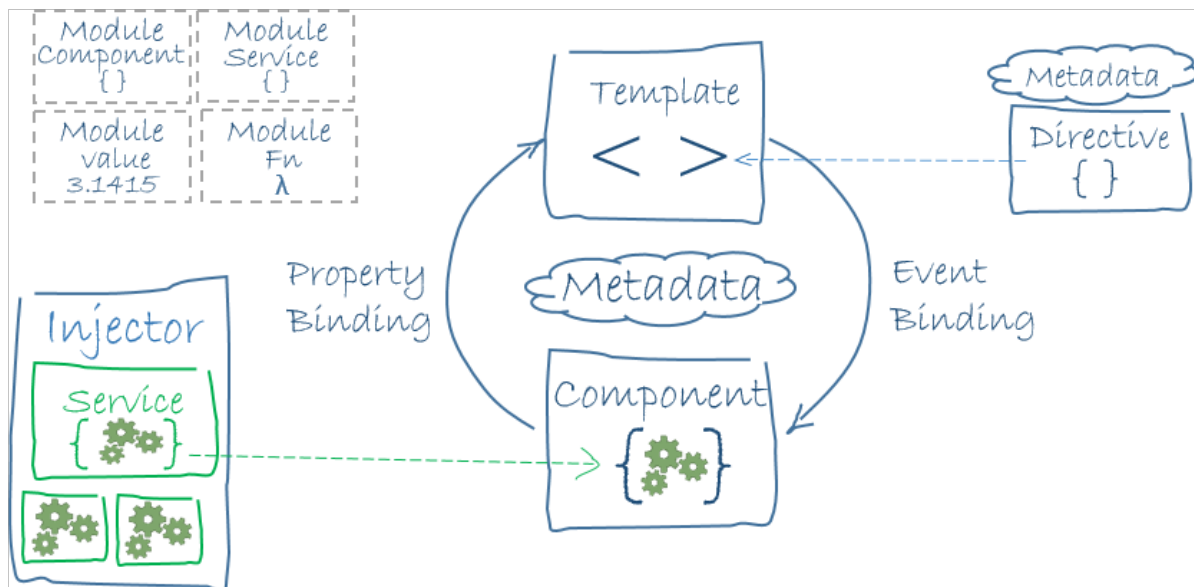 Module
Component
{ }
Module
Service
{ }
Module
value
3.1415
Module
Fn
λ
Template
< >
Metadata
Directive
{ }
Property
Binding
Metadata
Event
Binding
Injector
Service
{ }
Component
{ }